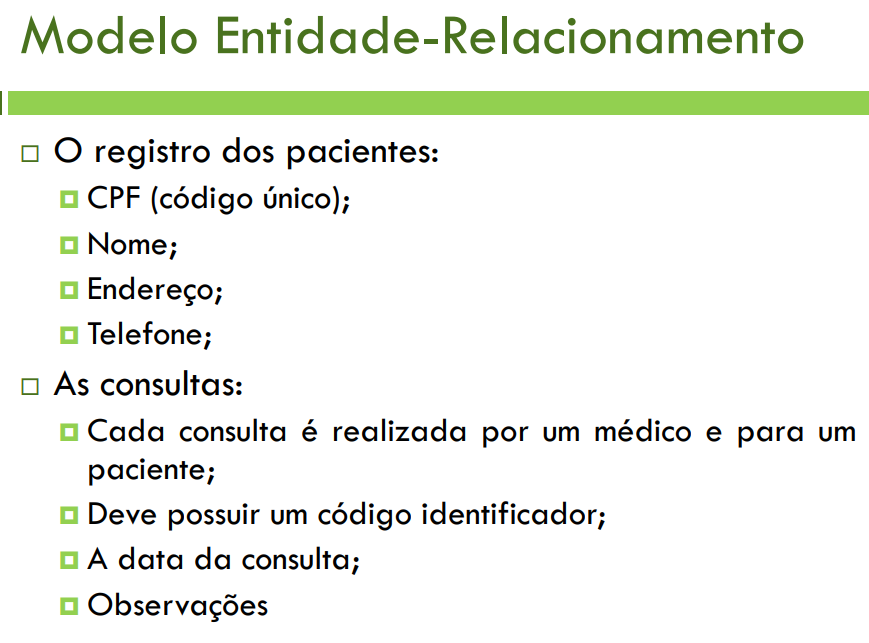 Modelo Entidade-Relacionamento
O registro dos pacientes:
CPF (código único);
Nome;
Endereço;
Telefone;
As consultas:
Cada consulta é realizada por um médico e para um
paciente;
Deve possuir um código identificador;
A data da consulta;
Observações